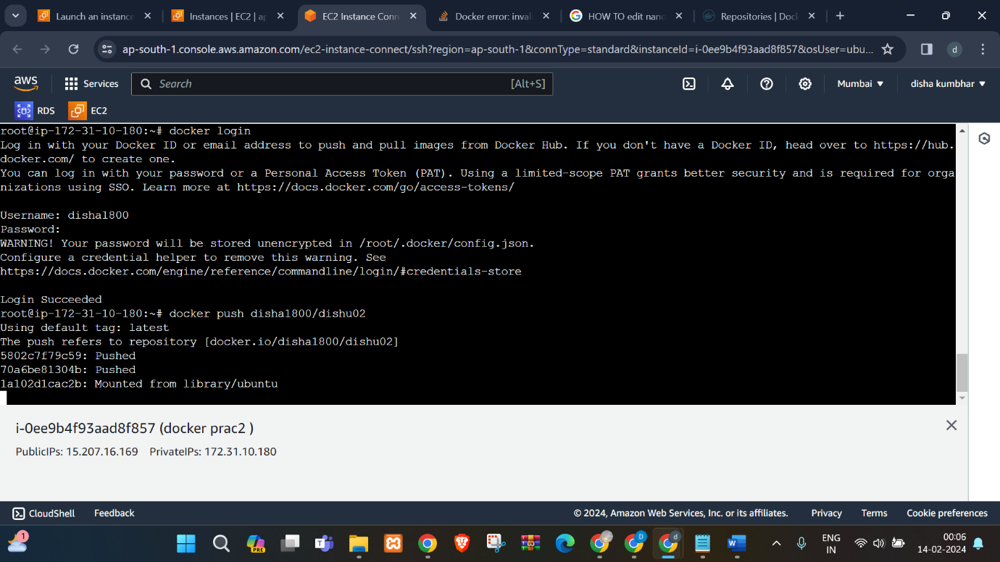 Launch an instance
Instances | EC2 | ap
EC2 Instance Conn
Docker error: invali
HOW TO edit nano
Repositories | Dock
ap-south-1.console.aws.amazon.com/ec2-instance-connect/ssh?region=ap-south-1&connType=standard&instanceId=i-0ee9b4f93aad8f857&osUser=ubu...
d
aws
Services
Search
[Alt+S]
Mumbai
disha kumbhar
RDS
EC2
root@ip-172-31-10-180:~# docker login
Log in with your Docker ID or email address to push and pull images from Docker Hub. If you don't have a Docker ID, head over to https://hub.
docker.com/ to create one.
You can log in with your password or a Personal Access Token (PAT). Using a limited-scope PAT grants better security and is required for orga
nizations using SSO. Learn more at https://docs.docker.com/go/access-tokens/
Username: disha1800
Password:
WARNING! Your password will be stored unencrypted in /root/.docker/config.json.
Configure a credential helper to remove this warning. See
https://docs.docker.com/engine/reference/commandline/login/#credentials-store
Login Succeeded
root@ip-172-31-10-180:~# docker push disha1800/dishu02
Using default tag: latest
The push refers to repository [docker.io/disha1800/dishu02]
5802c7f79c59: Pushed
70a6be81304b: Pushed
1a102d1cac2b: Mounted from library/ubuntu
i-0ee9b4f93aad8f857 (docker prac2 )
PublicIPs: 15.207.16.169 PrivateIPs: 172.31.10.180
CloudShell
Feedback
© 2024, Amazon Web Services, Inc. or its affiliates.
Privacy
Terms
Cookie preferences
1
PRE
ENG
IN
00:06
14-02-2024